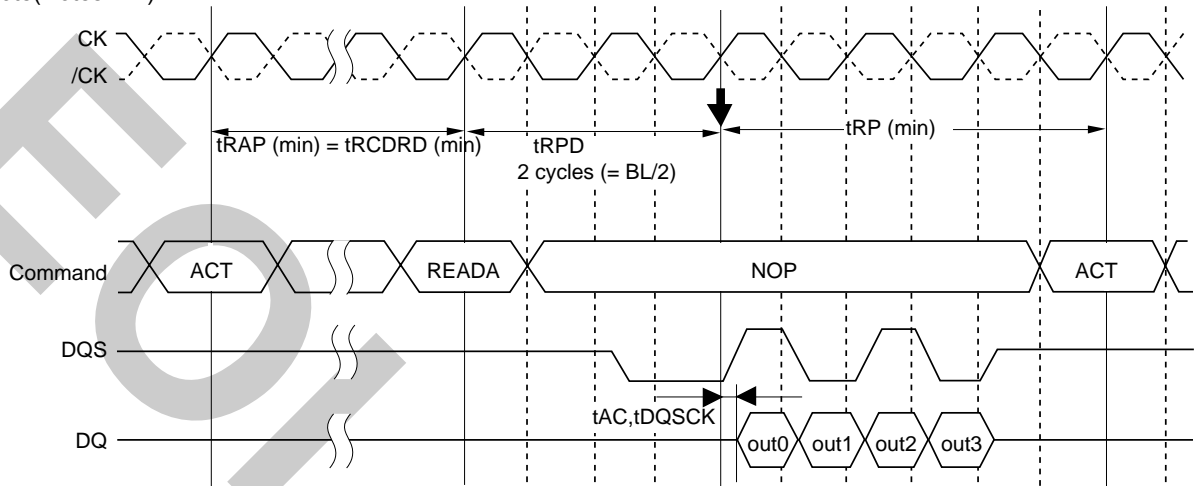 CK
/CK
tRAP (min) = tRCDRD (min)
tRPD
2 cycles (= BL/2)
tRP (min)
Command
ACT
READA
NOP
ACT
DQS
tAC,tDQSCK
DQ
out0
out1
out2
out3